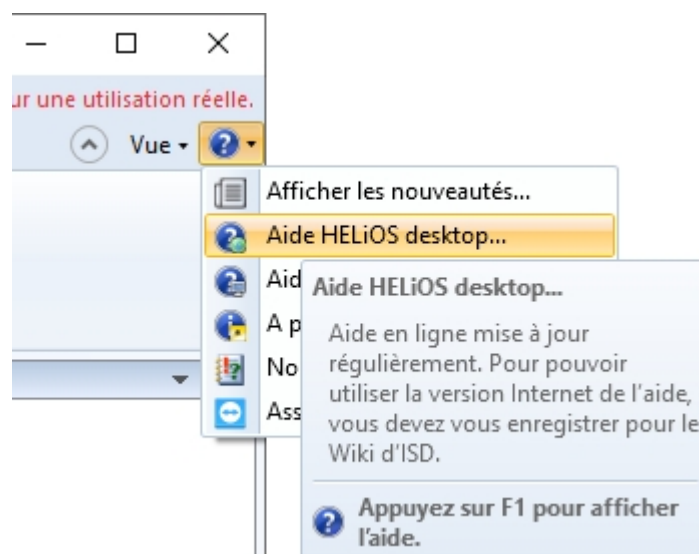 ur une utilisation réelle.
Vue
Afficher les nouveautés...
Aide HELiOS desktop...
Aid
A p
No
Ass
Aide HELiOS desktop...
Aide en ligne mise à jour
régulièrement. Pour pouvoir
utiliser la version Internet de l'aide,
vous devez vous enregistrer pour le
Wiki d'ISD.
Appuyez sur F1 pour afficher
l'aide.